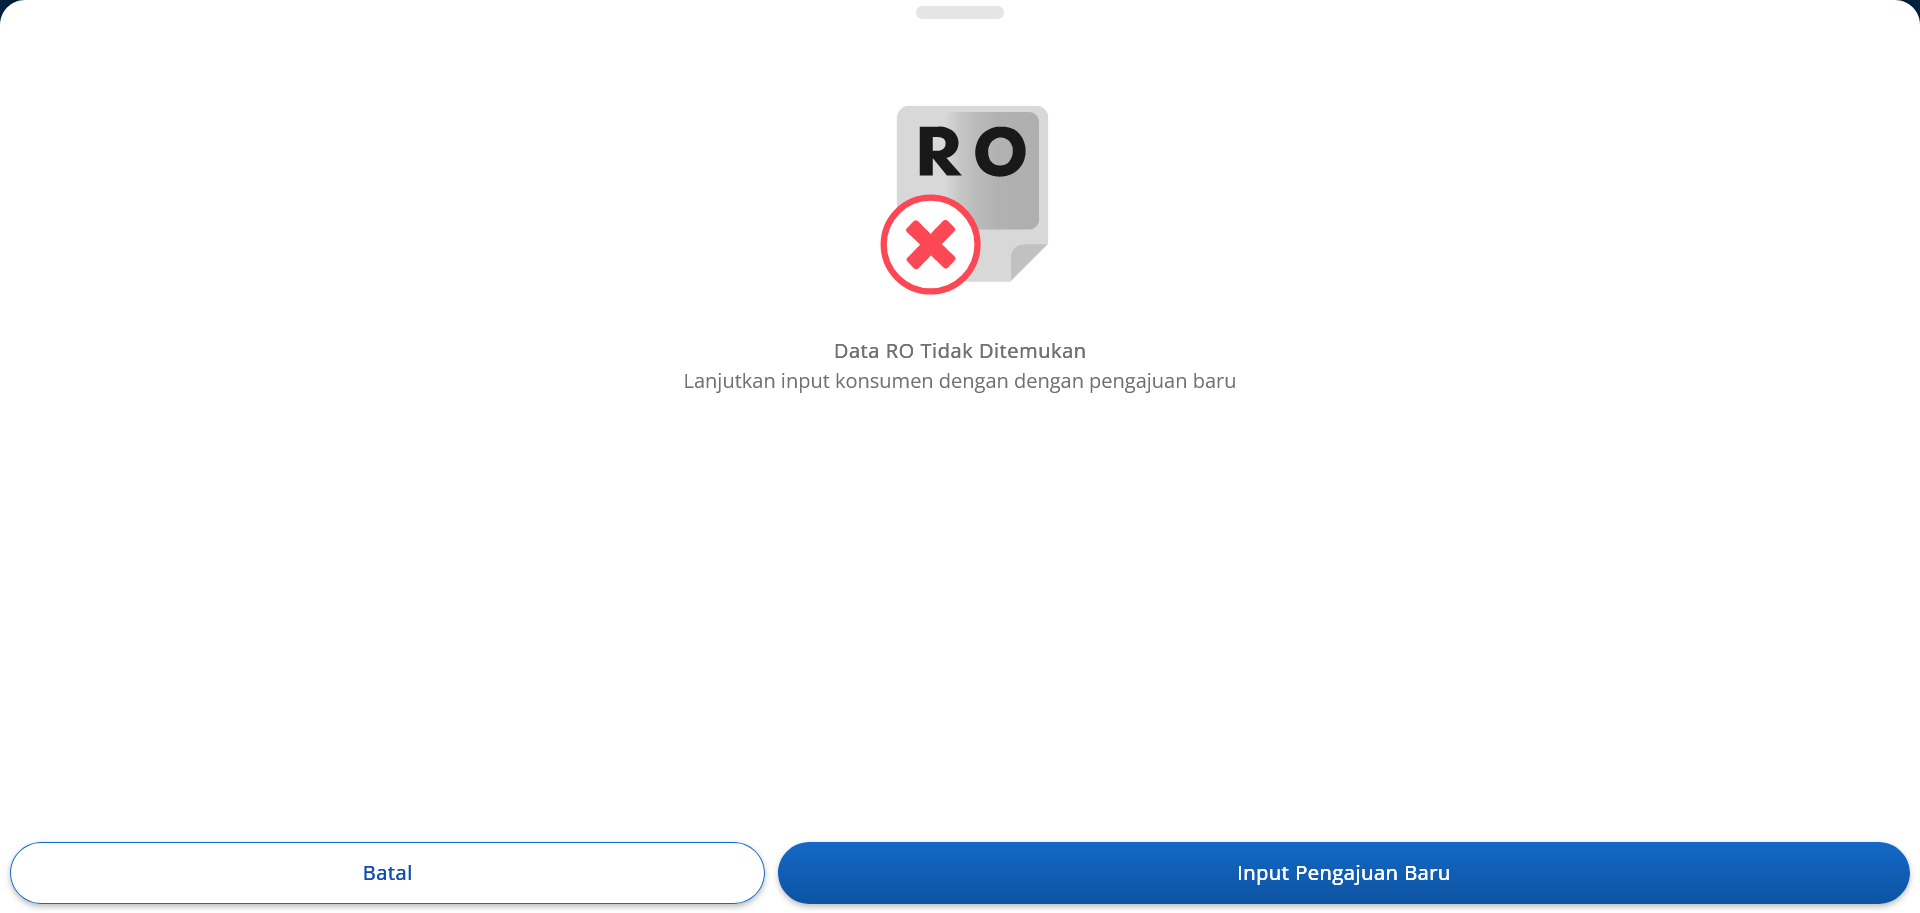 RO
Data RO Tidak Ditemukan
Lanjutkan input konsumen dengan dengan pengajuan baru
Batal
Input Pengajuan Baru